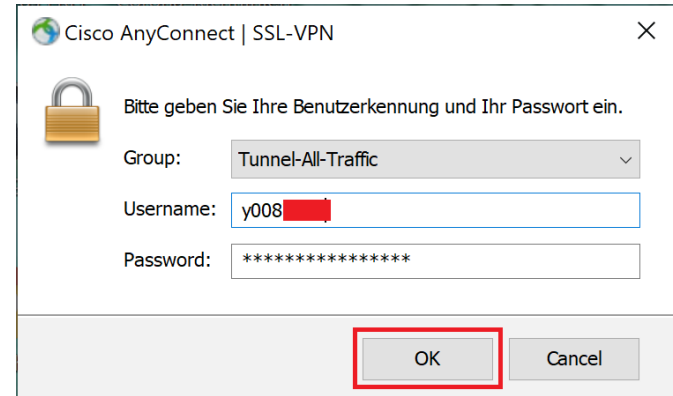 Cisco AnyConnect | SSL-VPN
Bitte geben Sie Ihre Benutzerkennung und Ihr Passwort ein.
Group: Tunnel-All-Traffic
Username: y008
Password: ****************
OK Cancel